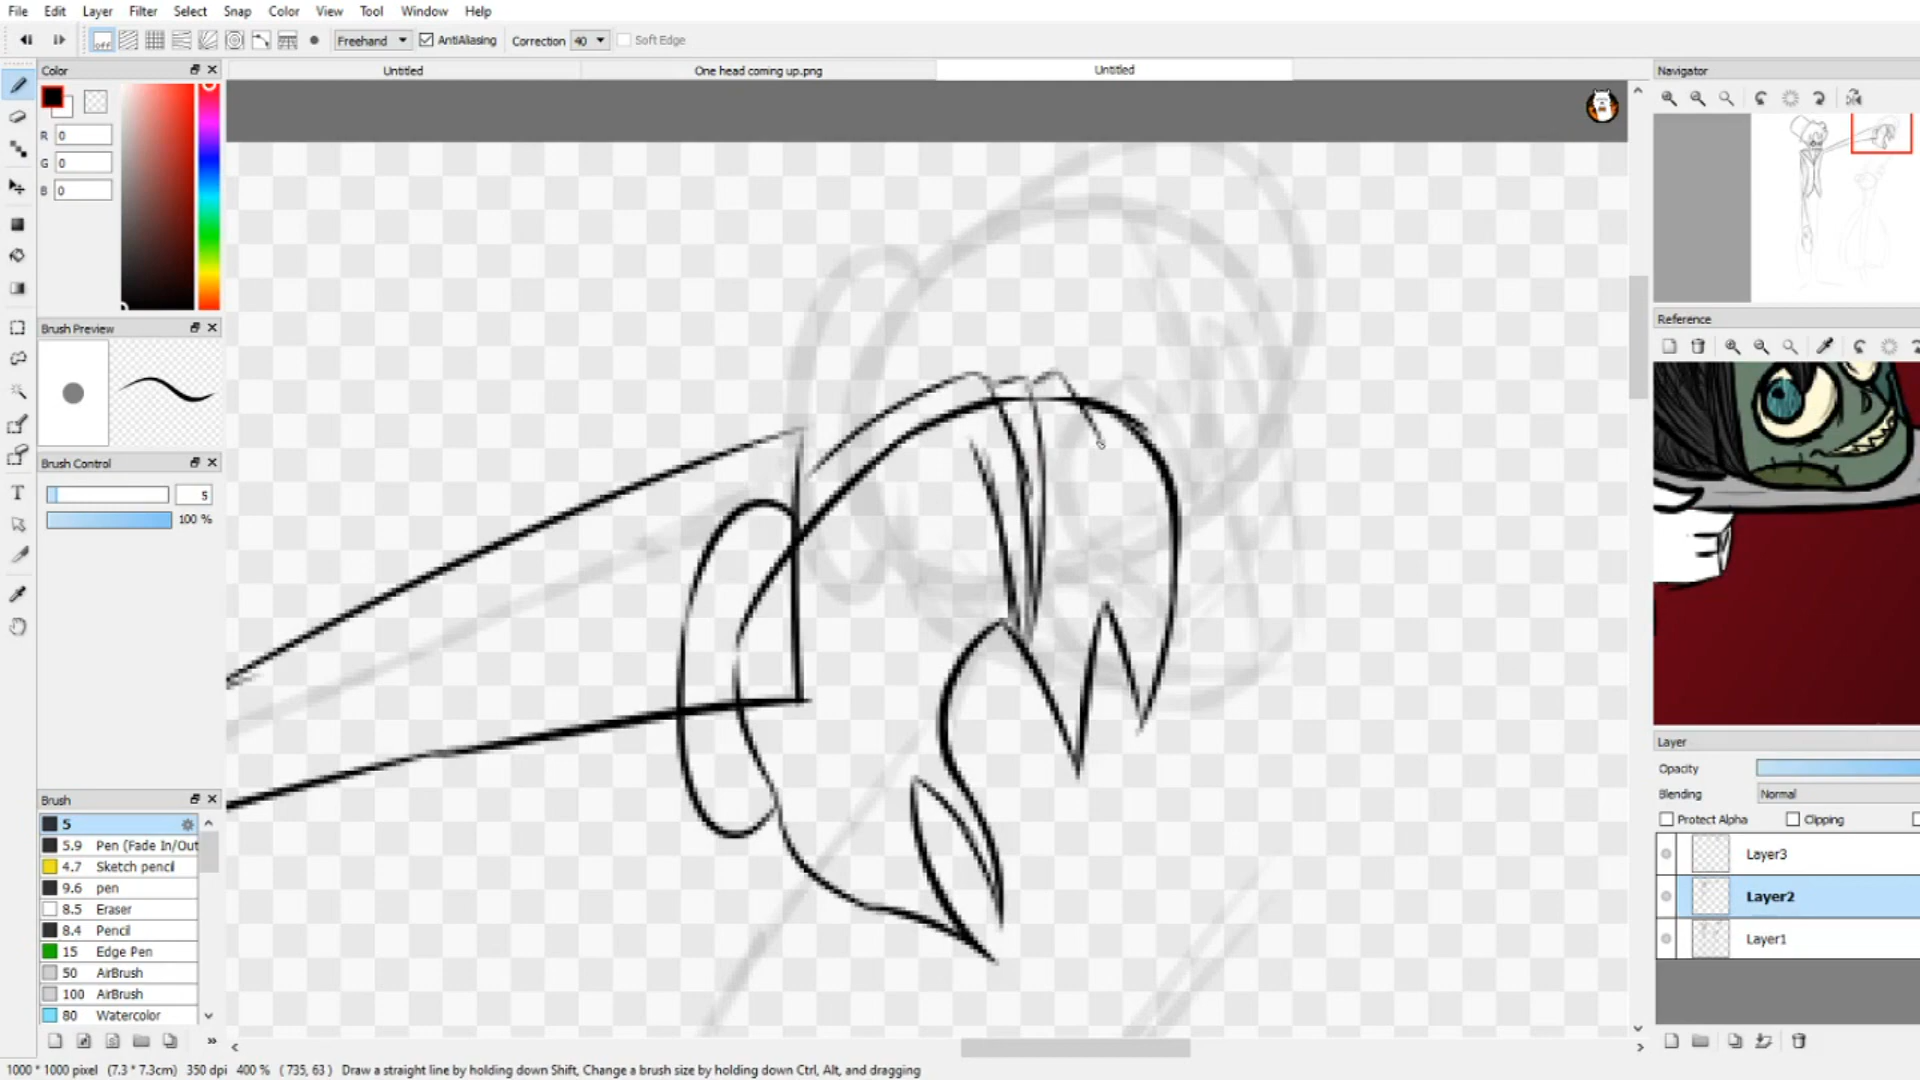 File Edit Layer Filter Select Snap Color View Tool Window Help
off Freehand AntiAliasing Correction 40 Soft Edge
Color
Untitled One head coming up.png Untitled
Navigator
R 0
G 0
B 0
Brush Preview
Reference
Brush Control
5
100 %
Layer
Opacity
Blending Normal
Protect Alpha Clipping
Layer3
Layer2
Layer1
Brush
5
5.9 Pen (Fade In/Out
4.7 Sketch pencil
9.6 pen
8.5 Eraser
8.4 Pencil
15 Edge Pen
50 AirBrush
100 AirBrush
80 Watercolor
1000 * 1000 pixel (7.3 * 7.3cm) 350 dpi 400 % ( 735, 63 ) Draw a straight line by holding down Shift, Change a brush size by holding down Ctrl, Alt, and dragging